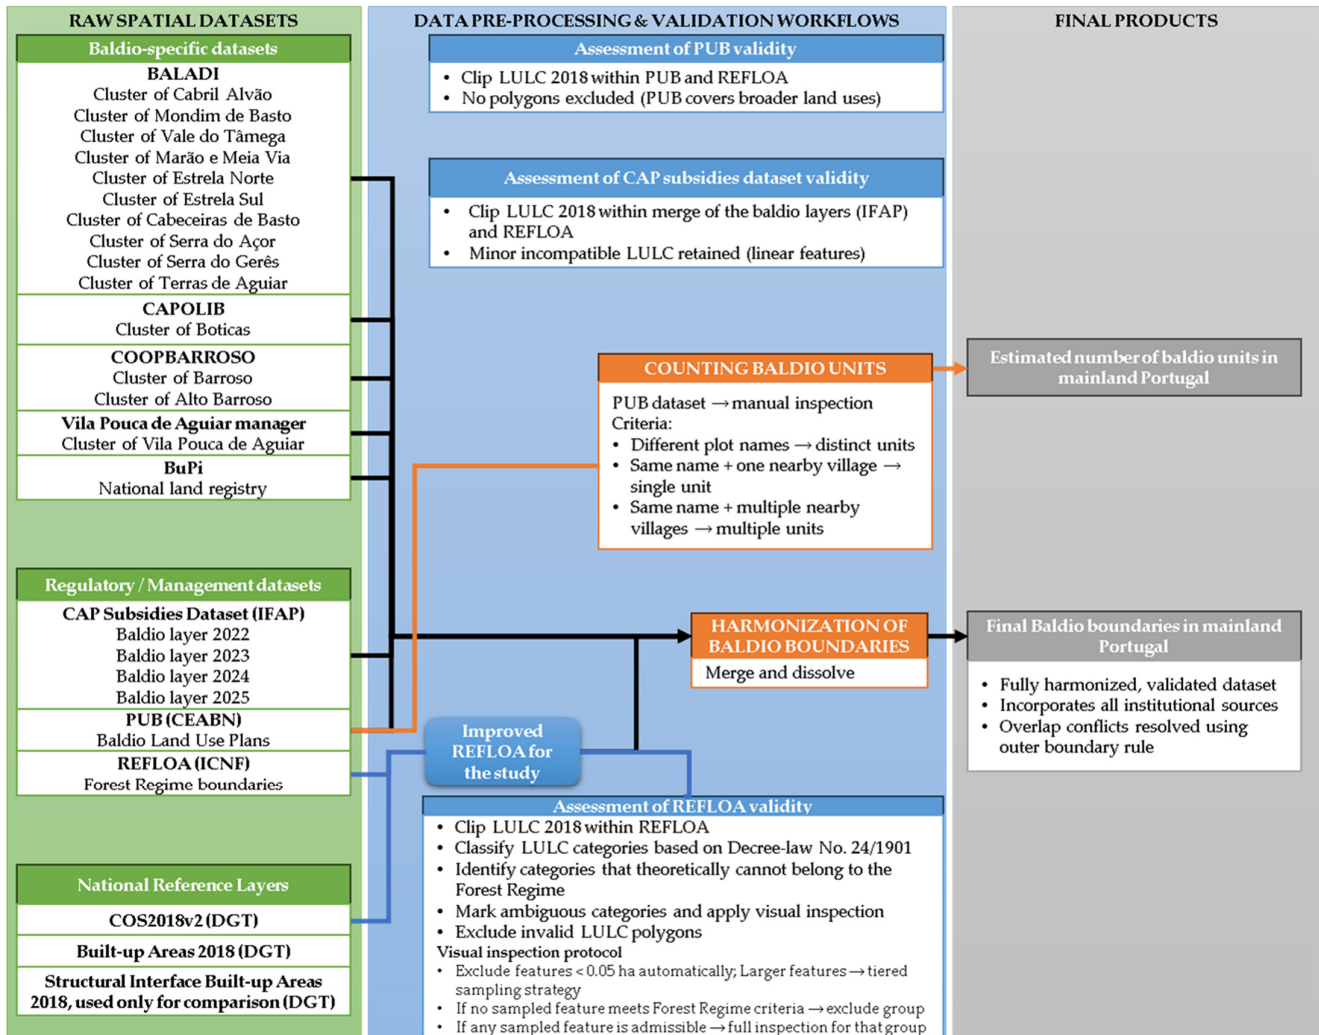 RAW SPATIAL DATASETS
Baldio-specific datasets
BALADI
Cluster of Cabril Alvão
Cluster of Mondim de Basto
Cluster of Vale do Tâmega
Cluster of Marão e Meia Via
Cluster of Estrela Norte
Cluster of Estrela Sul
Cluster of Cabeceiras de Basto
Cluster of Serra do Açor
Cluster of Serra do Gerês
Cluster of Terras de Aguiar
CAPOLIB
Cluster of Boticas
COOPBARROSO
Cluster of Barroso
Cluster of Alto Barroso
Vila Pouca de Aguiar manager
Cluster of Vila Pouca de Aguiar
BuPi
National land registry
Regulatory / Management datasets
CAP Subsidies Dataset (IFAP)
Baldio layer 2022
Baldio layer 2023
Baldio layer 2024
Baldio layer 2025
PUB (CEABN)
Baldio Land Use Plans
REFLOA (ICNF)
Forest Regime boundaries
National Reference Layers
COS2018v2 (DGT)
Built-up Areas 2018 (DGT)
Structural Interface Built-up Areas
2018, used only for comparison (DGT)
DATA PRE-PROCESSING & VALIDATION WORKFLOWS
Assessment of PUB validity
• Clip LULC 2018 within PUB and REFLOA
• No polygons excluded (PUB covers broader land uses)
Assessment of CAP subsidies dataset validity
• Clip LULC 2018 within merge of the baldio layers (IFAP)
and REFLOA
• Minor incompatible LULC retained (linear features)
COUNTING BALDIO UNITS
PUB dataset → manual inspection
Criteria:
• Different plot names → distinct units
• Same name + one nearby village →
single unit
• Same name + multiple nearby
villages → multiple units
HARMONIZATION OF
BALDIO BOUNDARIES
Merge and dissolve
Improved
REFLOA for
the study
Assessment of REFLOA validity
• Clip LULC 2018 within REFLOA
• Classify LULC categories based on Decree-law No. 24/1901
• Identify categories that theoretically cannot belong to the
Forest Regime
• Mark ambiguous categories and apply visual inspection
• Exclude invalid LULC polygons
Visual inspection protocol
• Exclude features < 0.05 ha automatically; Larger features → tiered
sampling strategy
• If no sampled feature meets Forest Regime criteria → exclude group
• If any sampled feature is admissible → full inspection for that group
FINAL PRODUCTS
Estimated number of baldio units in
mainland Portugal
Final Baldio boundaries in mainland
Portugal
• Fully harmonized, validated dataset
• Incorporates all institutional sources
• Overlap conflicts resolved using
outer boundary rule